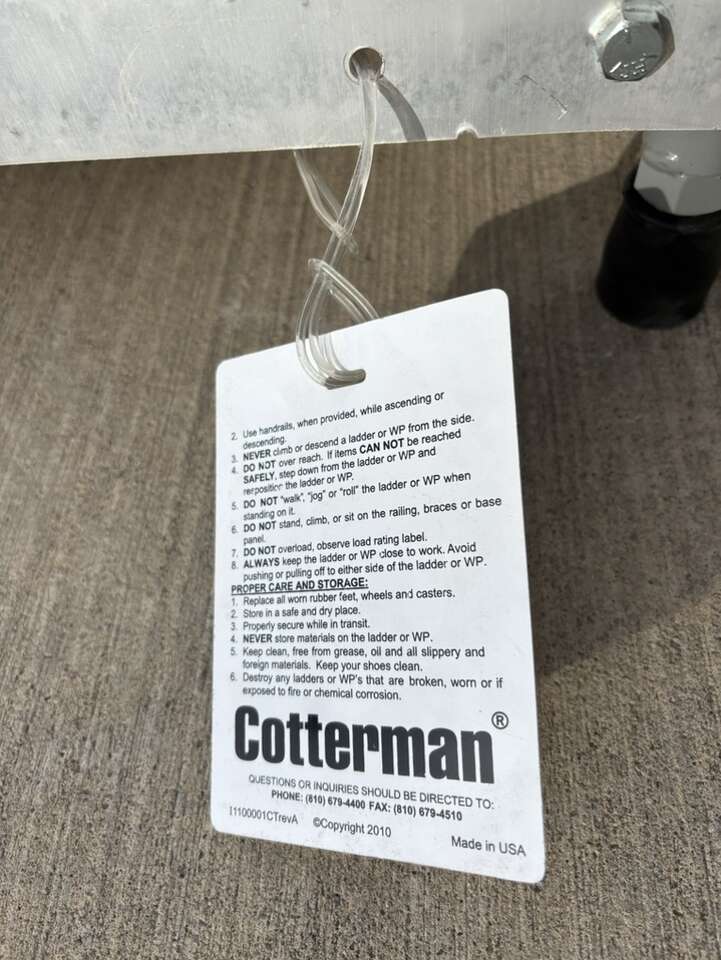 2. Use handrails, when provided, while ascending or
descending.
3. NEVER climb or descend a ladder or WP from the side.
4. DO NOT over reach. If items CAN NOT be reached
SAFELY, step down from the ladder or WP and
reposition the ladder or WP.
5. DO NOT "walk", "jog" or "roll" the ladder or WP when
standing on it.
6. DO NOT stand, climb, or sit on the railing, braces or base
panel.
7. DO NOT overload, observe load rating label.
8. ALWAYS keep the ladder or WP close to work. Avoid
pushing or pulling off to either side of the ladder or WP.
PROPER CARE AND STORAGE:
1. Replace all worn rubber feet, wheels and casters.
2. Store in a safe and dry place.
3. Properly secure while in transit.
4. NEVER store materials on the ladder or WP.
5. Keep clean, free from grease, oil and all slippery and
foreign materials. Keep your shoes clean.
6. Destroy any ladders or WP's that are broken, worn or if
exposed to fire or chemical corrosion.
Cotterman®
QUESTIONS OR INQUIRIES SHOULD BE DIRECTED TO:
PHONE: (810) 679-4400 FAX: (810) 679-4510
I1100001CTrevA ©Copyright 2010
Made in USA